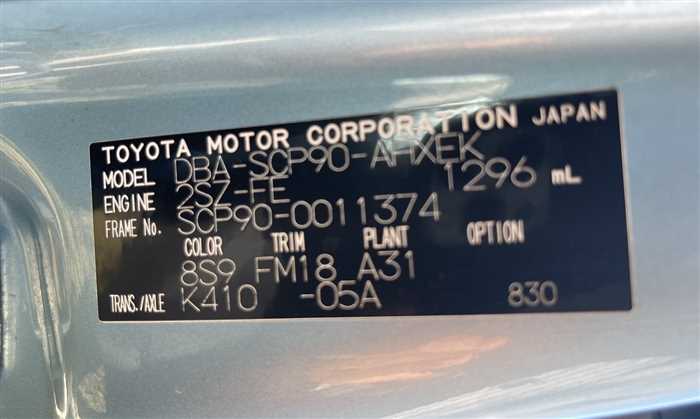 TOYOTA MOTOR CORPORATION JAPAN
MODEL DBA-SCP90-AHXEK
ENGINE 2SZ-FE 1296 mL
FRAME No. SCP90-0011374
COLOR TRIM PLANT OPTION
8S9 FM18 A31
TRANS./AXLE K410 -05A 830